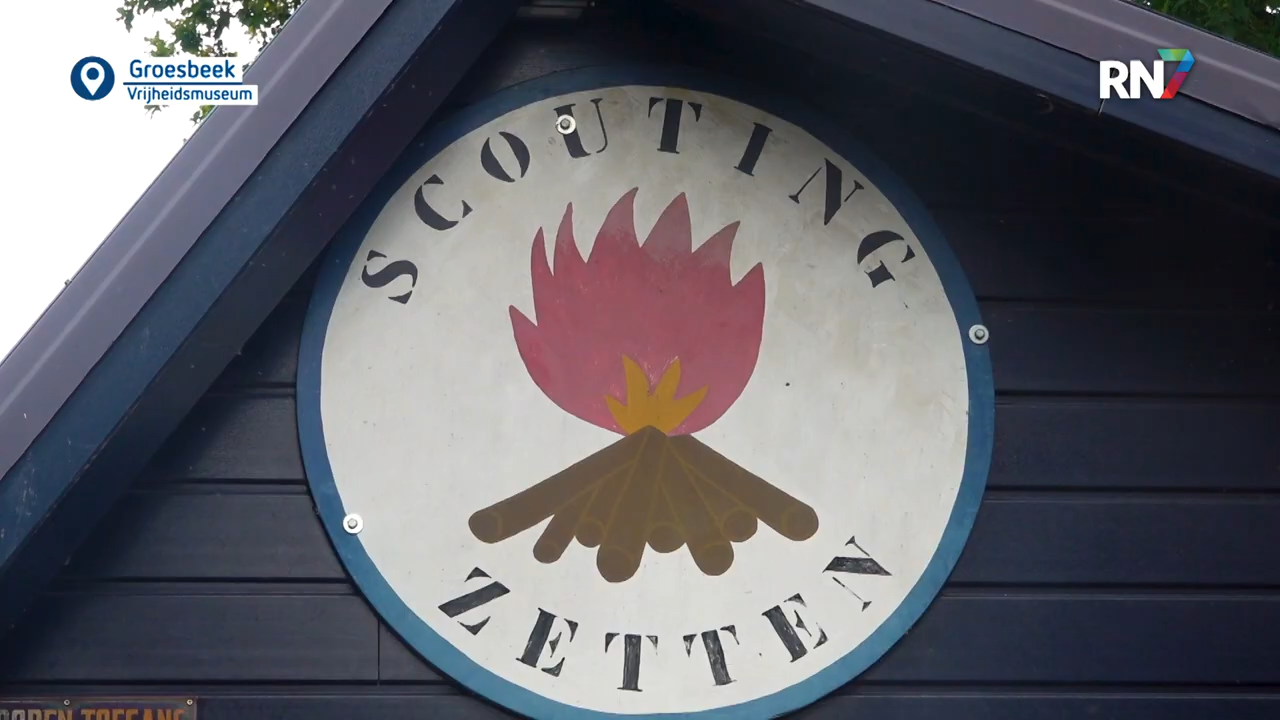 Groesbeek
Vrijheidsmuseum
RN7
SCOUTING
ZETTEN